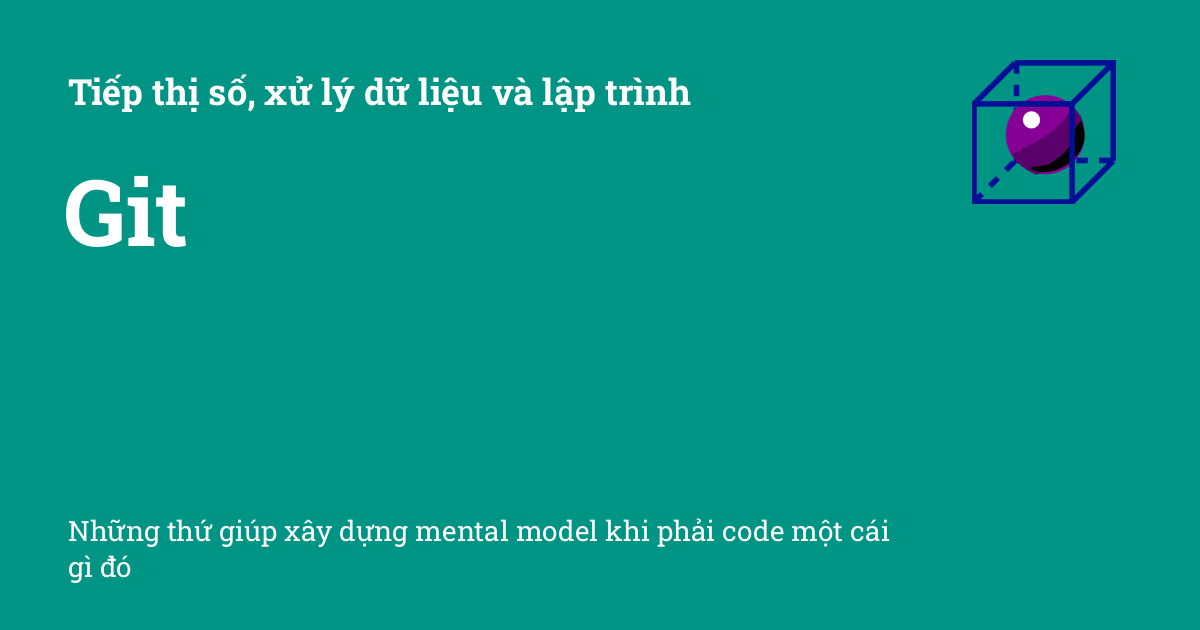 Tiếp thị số, xử lý dữ liệu và lập trình
Git
Những thứ giúp xây dựng mental model khi phải code một cái
gì đó